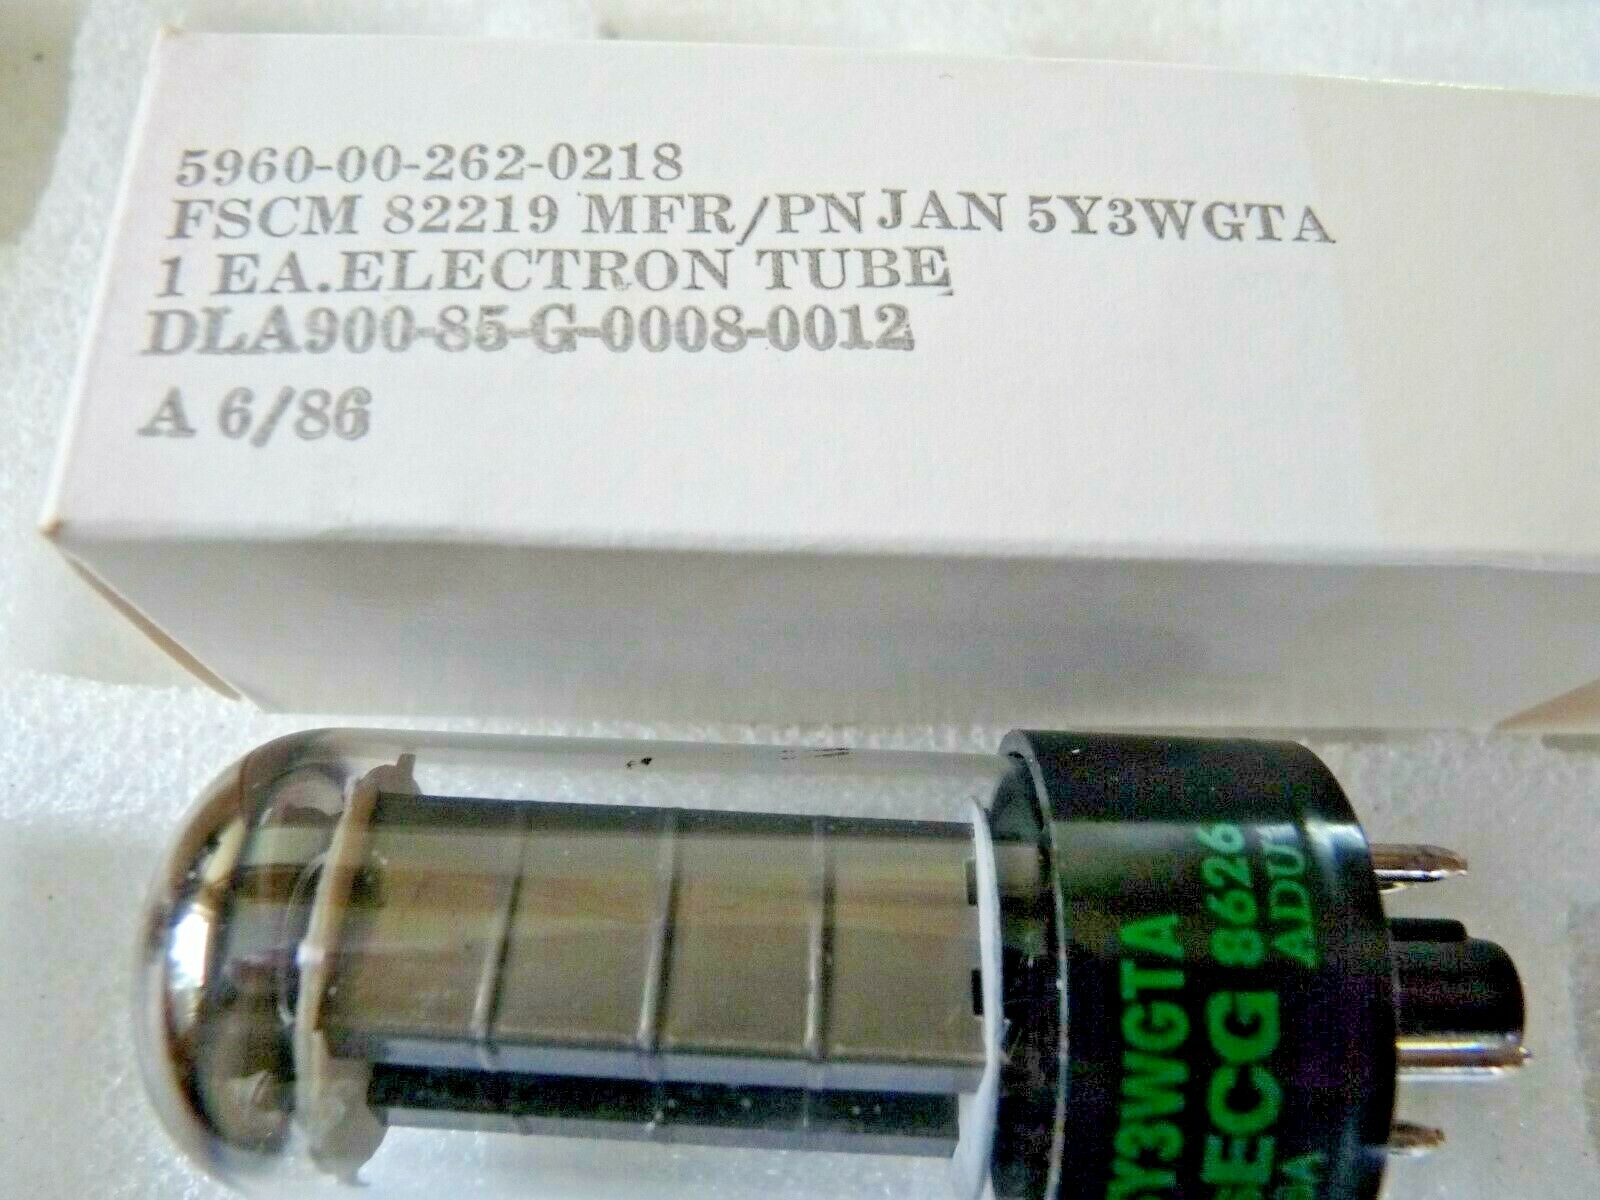 5960-00-262-0218
FSCM 82219 MFR/PN JAN 5Y3WGTA
1 EA.ELECTRON TUBE
DLA900-85-G-0008-0012
A 6/86
Y3WGTA
ECG 8626
ADU